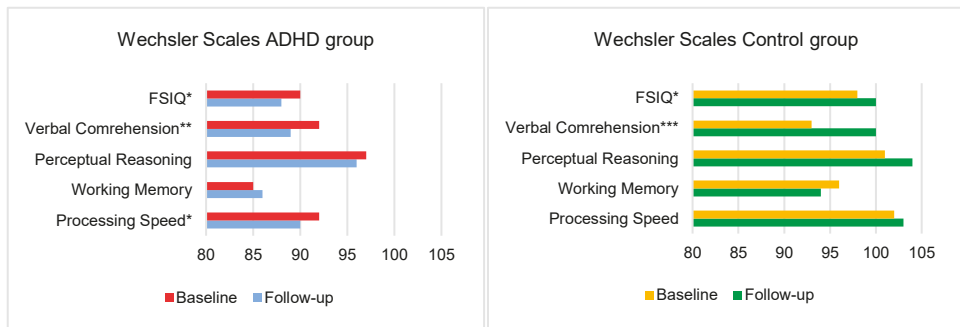 Wechsler Scales ADHD group
FSIQ*
Verbal Comrehension**
Perceptual Reasoning
Working Memory
Processing Speed*
80 85 90 95 100 105
Baseline Follow-up
Wechsler Scales Control group
FSIQ*
Verbal Comrehension***
Perceptual Reasoning
Working Memory
Processing Speed
80 85 90 95 100 105
Baseline Follow-up